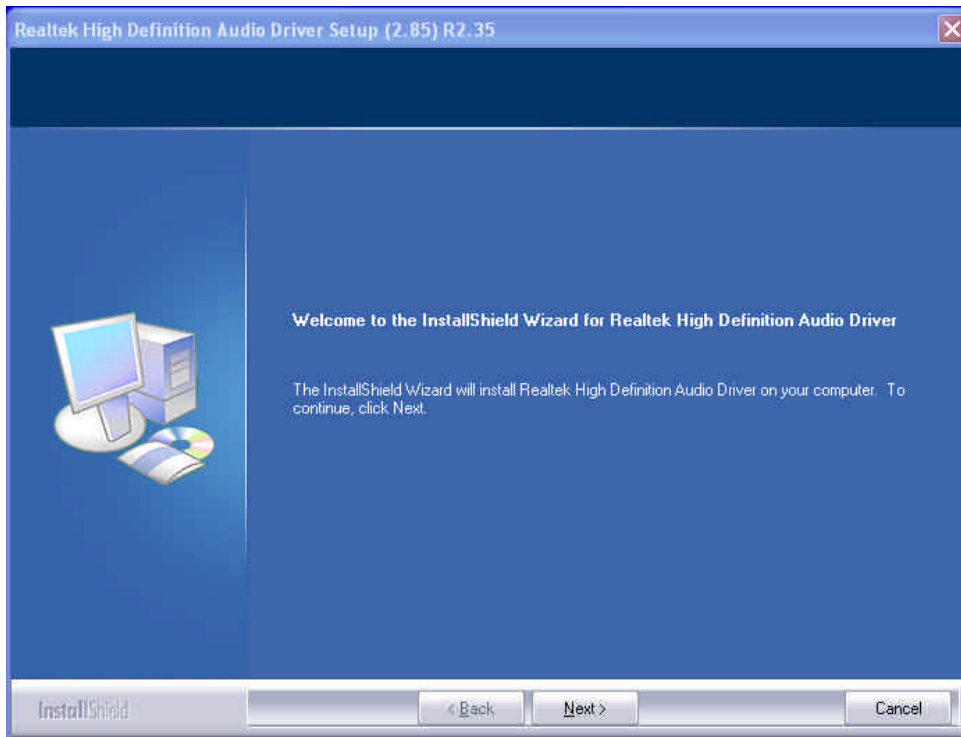 Realtek High Definition Audio Driver Setup (2.85) R2.35
Welcome to the InstallShield Wizard for Realtek High Definition Audio Driver
The InstallShield Wizard will install Realtek High Definition Audio Driver on your computer. To
continue, click Next.
InstallShield
< Back
Next >
Cancel